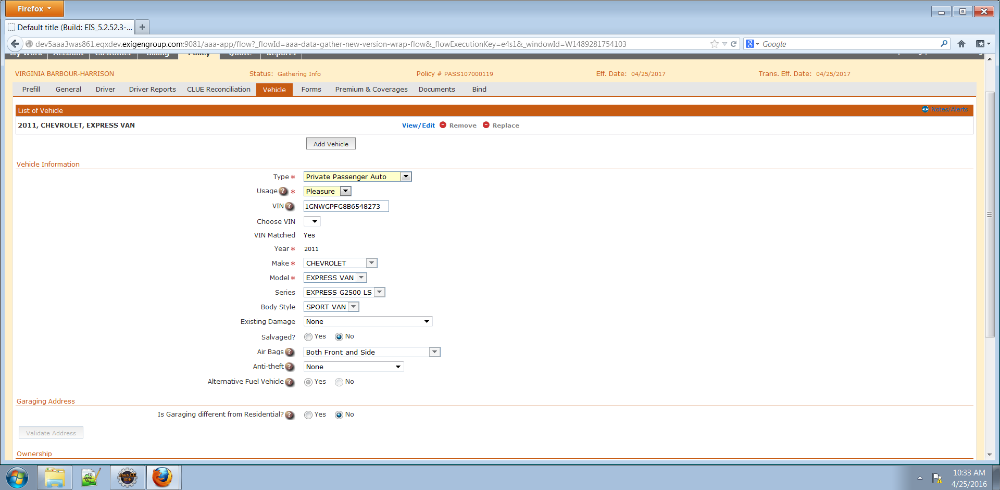 Firefox
Default title (Build: EIS_5.2.52.3-...
dev5aaa3was861.eqxdev.exigengroup.com:9081/aaa-app/flow?_flowId=aaa-data-gather-new-version-wrap-flow&_flowExecutionKey=e4s1&_windowId=W1489281754103
Google
My Work Account Customer Billing Policy Quote Reports
VIRGINIA BARBOUR-HARRISON Status: Gathering Info Policy # PASS107000119 Eff. Date: 04/25/2017 Trans. Eff. Date: 04/25/2017
Prefill General Driver Driver Reports CLUE Reconciliation Vehicle Forms Premium & Coverages Documents Bind
List of Vehicle Notes/Alerts
2011, CHEVROLET, EXPRESS VAN View/Edit Remove Replace
Add Vehicle
Vehicle Information
Type * Private Passenger Auto
Usage ? * Pleasure
VIN ? 1GNWGPFG8B6548273
Choose VIN
VIN Matched Yes
Year * 2011
Make * CHEVROLET
Model * EXPRESS VAN
Series EXPRESS G2500 LS
Body Style SPORT VAN
Existing Damage None
Salvaged? Yes No
Air Bags ? Both Front and Side
Anti-theft ? None
Alternative Fuel Vehicle ? Yes No
Garaging Address
Is Garaging different from Residential? ? Yes No
Validate Address
Ownership
Java EE
IDE
10:33 AM
4/25/2016